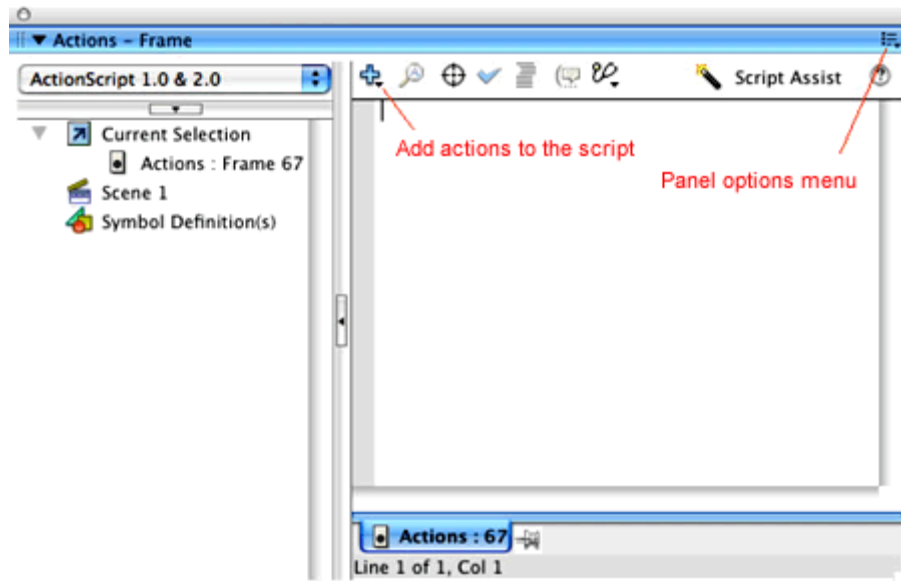 Actions – Frame
ActionScript 1.0 & 2.0
Script Assist
Current Selection
Actions : Frame 67
Scene 1
Symbol Definition(s)
Add actions to the script
Panel options menu
Actions : 67
Line 1 of 1, Col 1